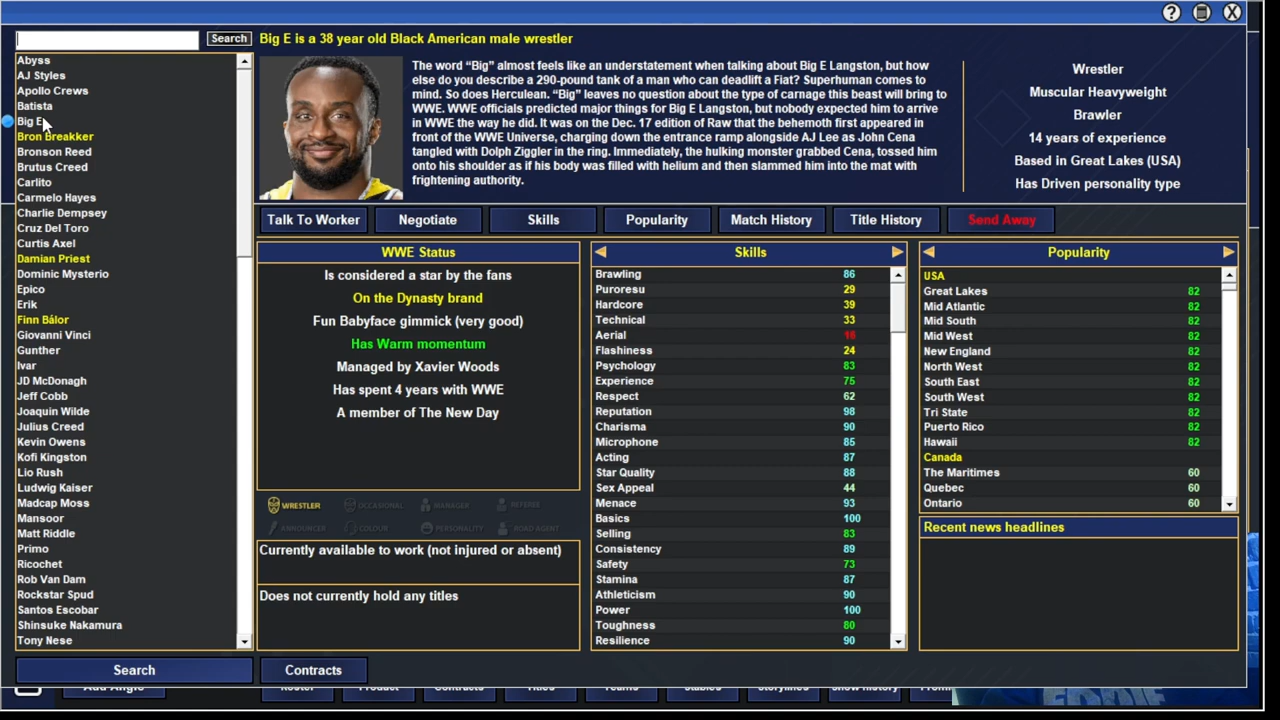 Search
Big E is a 38 year old Black American male wrestler
Abyss
AJ Styles
Apollo Crews
Batista
Big E
Bron Breakker
Bronson Reed
Brutus Creed
Carlito
Carmelo Hayes
Charlie Dempsey
Cruz Del Toro
Curtis Axel
Damian Priest
Dominic Mysterio
Epico
Erik
Finn Bálor
Giovanni Vinci
Gunther
Ivar
JD McDonagh
Jeff Cobb
Joaquin Wilde
Julius Creed
Kevin Owens
Kofi Kingston
Lio Rush
Ludwig Kaiser
Madcap Moss
Mansoor
Matt Riddle
Primo
Ricochet
Rob Van Dam
Rockstar Spud
Santos Escobar
Shinsuke Nakamura
Tony Nese
The word “Big” almost feels like an understatement when talking about Big E Langston, but how
else do you describe a 290-pound tank of a man who can deadlift a Fiat? Superhuman comes to
mind. So does Herculean. “Big” leaves no question about the type of carnage this beast will bring to
WWE. WWE officials predicted major things for Big E Langston, but nobody expected him to arrive
in WWE the way he did. It was on the Dec. 17 edition of Raw that the behemoth first appeared in
front of the WWE Universe, charging down the entrance ramp alongside AJ Lee as John Cena
tangled with Dolph Ziggler in the ring. Immediately, the hulking monster grabbed Cena, tossed him
onto his shoulder as if his body was filled with helium and then slammed him into the mat with
frightening authority.
Wrestler
Muscular Heavyweight
Brawler
14 years of experience
Based in Great Lakes (USA)
Has Driven personality type
Talk To Worker
Negotiate
Skills
Popularity
Match History
Title History
Send Away
WWE Status
Is considered a star by the fans
On the Dynasty brand
Fun Babyface gimmick (very good)
Has Warm momentum
Managed by Xavier Woods
Has spent 4 years with WWE
A member of The New Day
WRESTLER OCCASIONAL MANAGER REFEREE
ANNOUNCER COLOUR PERSONALITY ROAD AGENT
Currently available to work (not injured or absent)
Does not currently hold any titles
Skills
Brawling 86
Puroresu 29
Hardcore 39
Technical 33
Aerial 16
Flashiness 24
Psychology 83
Experience 75
Respect 62
Reputation 98
Charisma 90
Microphone 85
Acting 87
Star Quality 88
Sex Appeal 44
Menace 93
Basics 100
Selling 83
Consistency 89
Safety 73
Stamina 87
Athleticism 90
Power 100
Toughness 80
Resilience 90
Popularity
USA
Great Lakes 82
Mid Atlantic 82
Mid South 82
Mid West 82
New England 82
North West 82
South East 82
South West 82
Tri State 82
Puerto Rico 82
Hawaii 82
Canada
The Maritimes 60
Quebec 60
Ontario 60
Recent news headlines
Search
Contracts